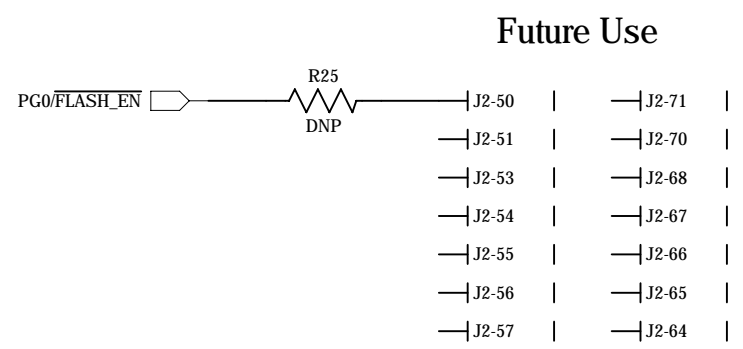 Future Use
R25
PG0/FLASH_EN
DNP
J2-50 J2-71
J2-51 J2-70
J2-53 J2-68
J2-54 J2-67
J2-55 J2-66
J2-56 J2-65
J2-57 J2-64